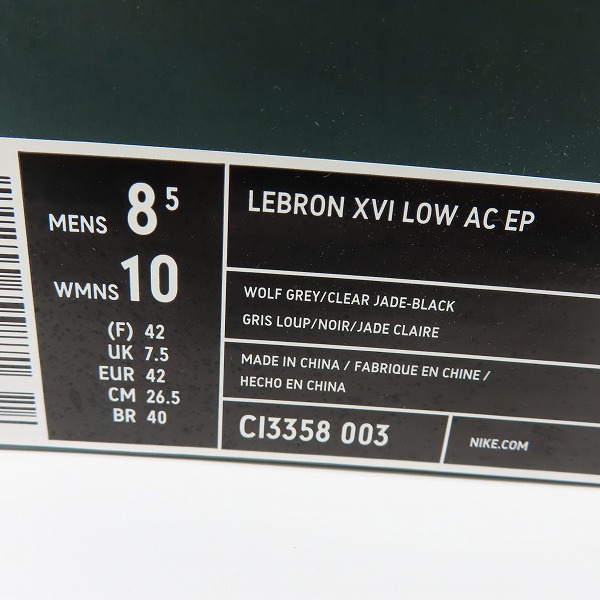 MENS 8.5
WMNS 10
(F) 42
UK 7.5
EUR 42
CM 26.5
BR 40
LEBRON XVI LOW AC EP
WOLF GREY/CLEAR JADE-BLACK
GRIS LOUP/NOIR/JADE CLAIRE
MADE IN CHINA / FABRIQUE EN CHINE /
HECHO EN CHINA
CI3358 003
NIKE.COM